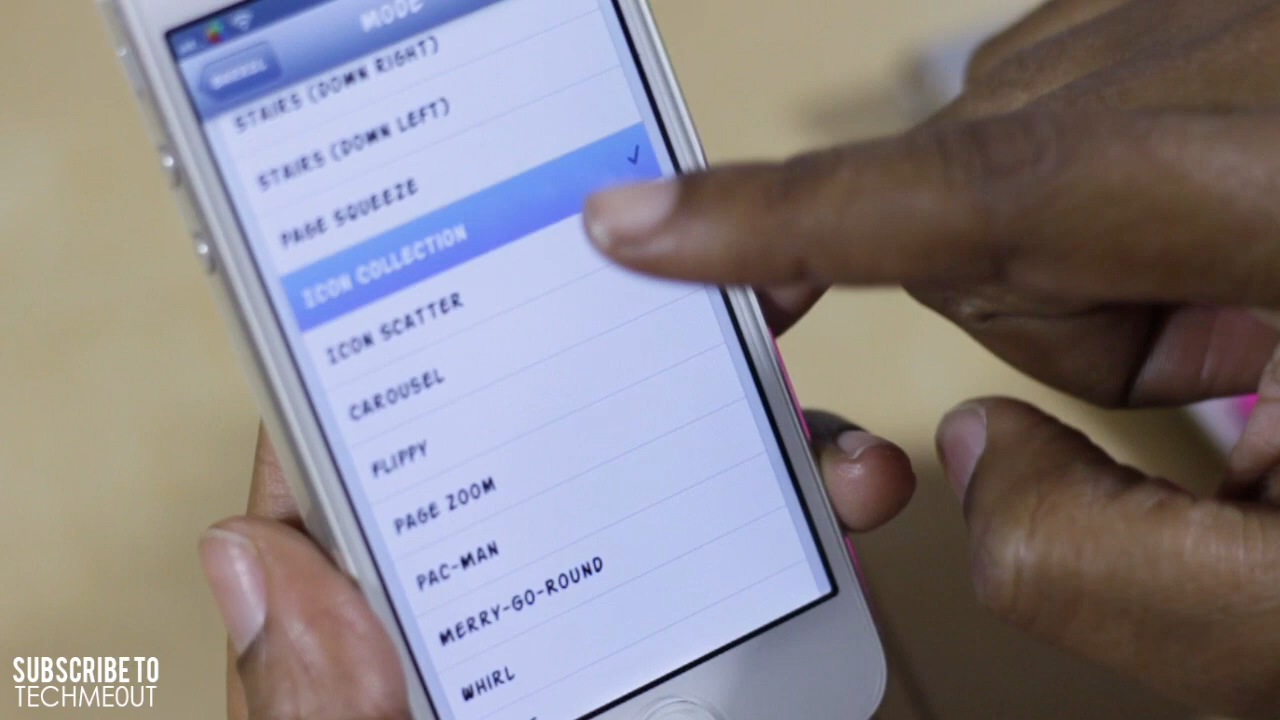 MODE
STAIRS (DOWN RIGHT)
STAIRS (DOWN LEFT)
PAGE SQUEEZE
ICON COLLECTION
ICON SCATTER
CAROUSEL
FLIPPY
PAGE ZOOM
PAC-MAN
MERRY-GO-ROUND
WHIRL
SUBSCRIBE TO
TECHMEOUT